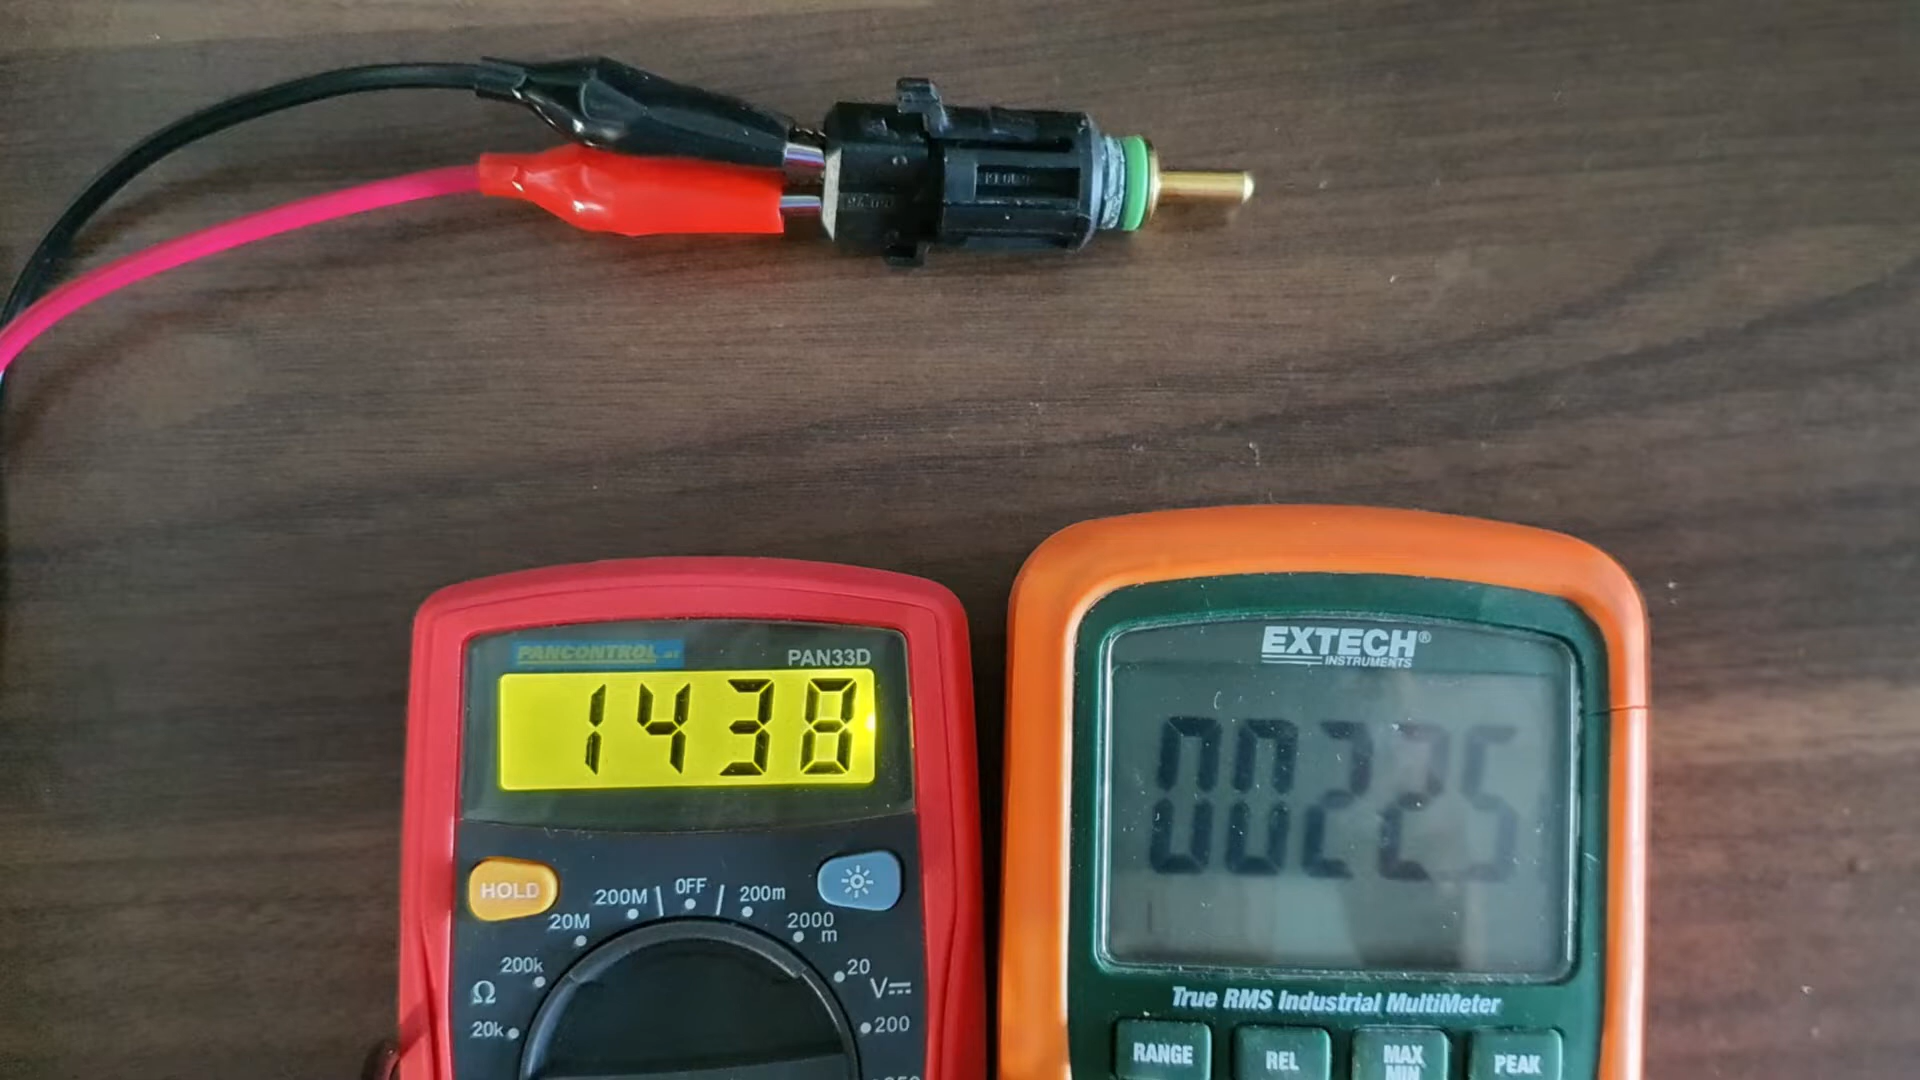 PANCONTROL
PAN33D
1438
HOLD
200M
OFF
200m
20M
2000
m
200k
20
Ω
V
20k
200
EXTECH®
INSTRUMENTS
00225
True RMS Industrial MultiMeter
RANGE
REL
MAX
MIN
PEAK